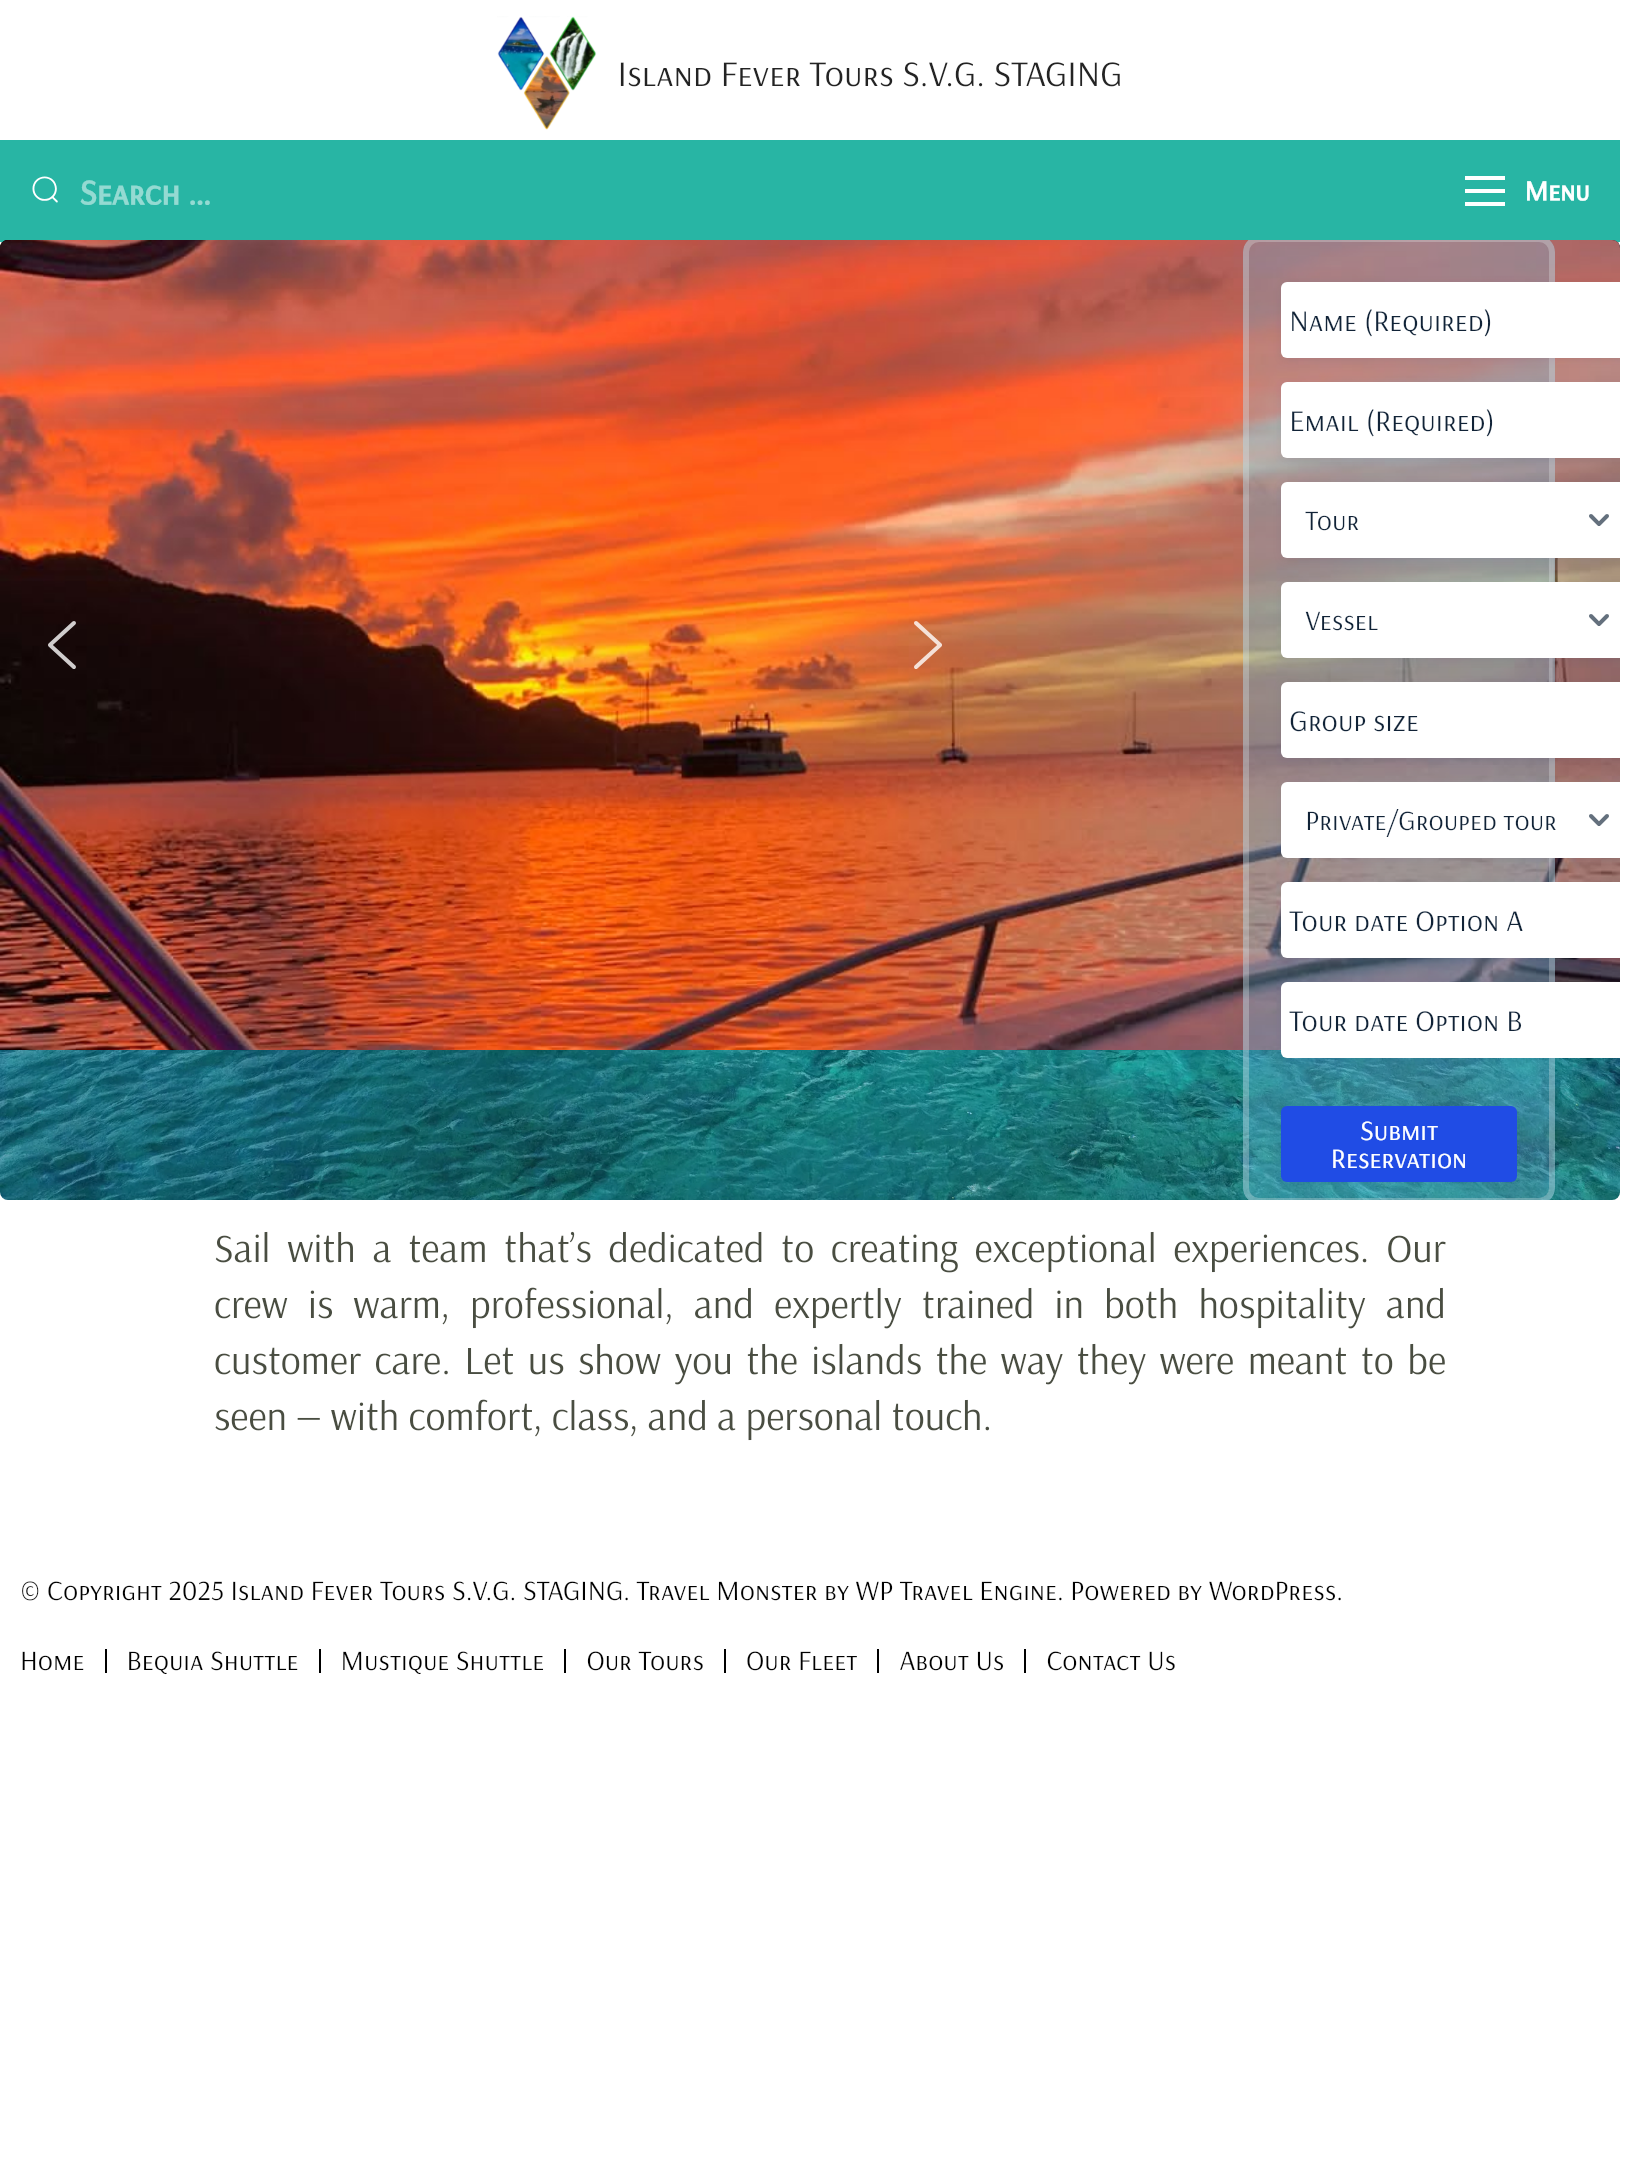 Island Fever Tours S.V.G. STAGING
Search ...
Menu
Name (Required)
Email (Required)
Tour
Vessel
Group size
Private/Grouped tour
Tour date Option A
Tour date Option B
Submit
Reservation
Sail with a team that’s dedicated to creating exceptional experiences. Our
crew is warm, professional, and expertly trained in both hospitality and
customer care. Let us show you the islands the way they were meant to be
seen – with comfort, class, and a personal touch.
© Copyright 2025 Island Fever Tours S.V.G. STAGING. Travel Monster by WP Travel Engine. Powered by WordPress.
Home | Bequia Shuttle | Mustique Shuttle | Our Tours | Our Fleet | About Us | Contact Us